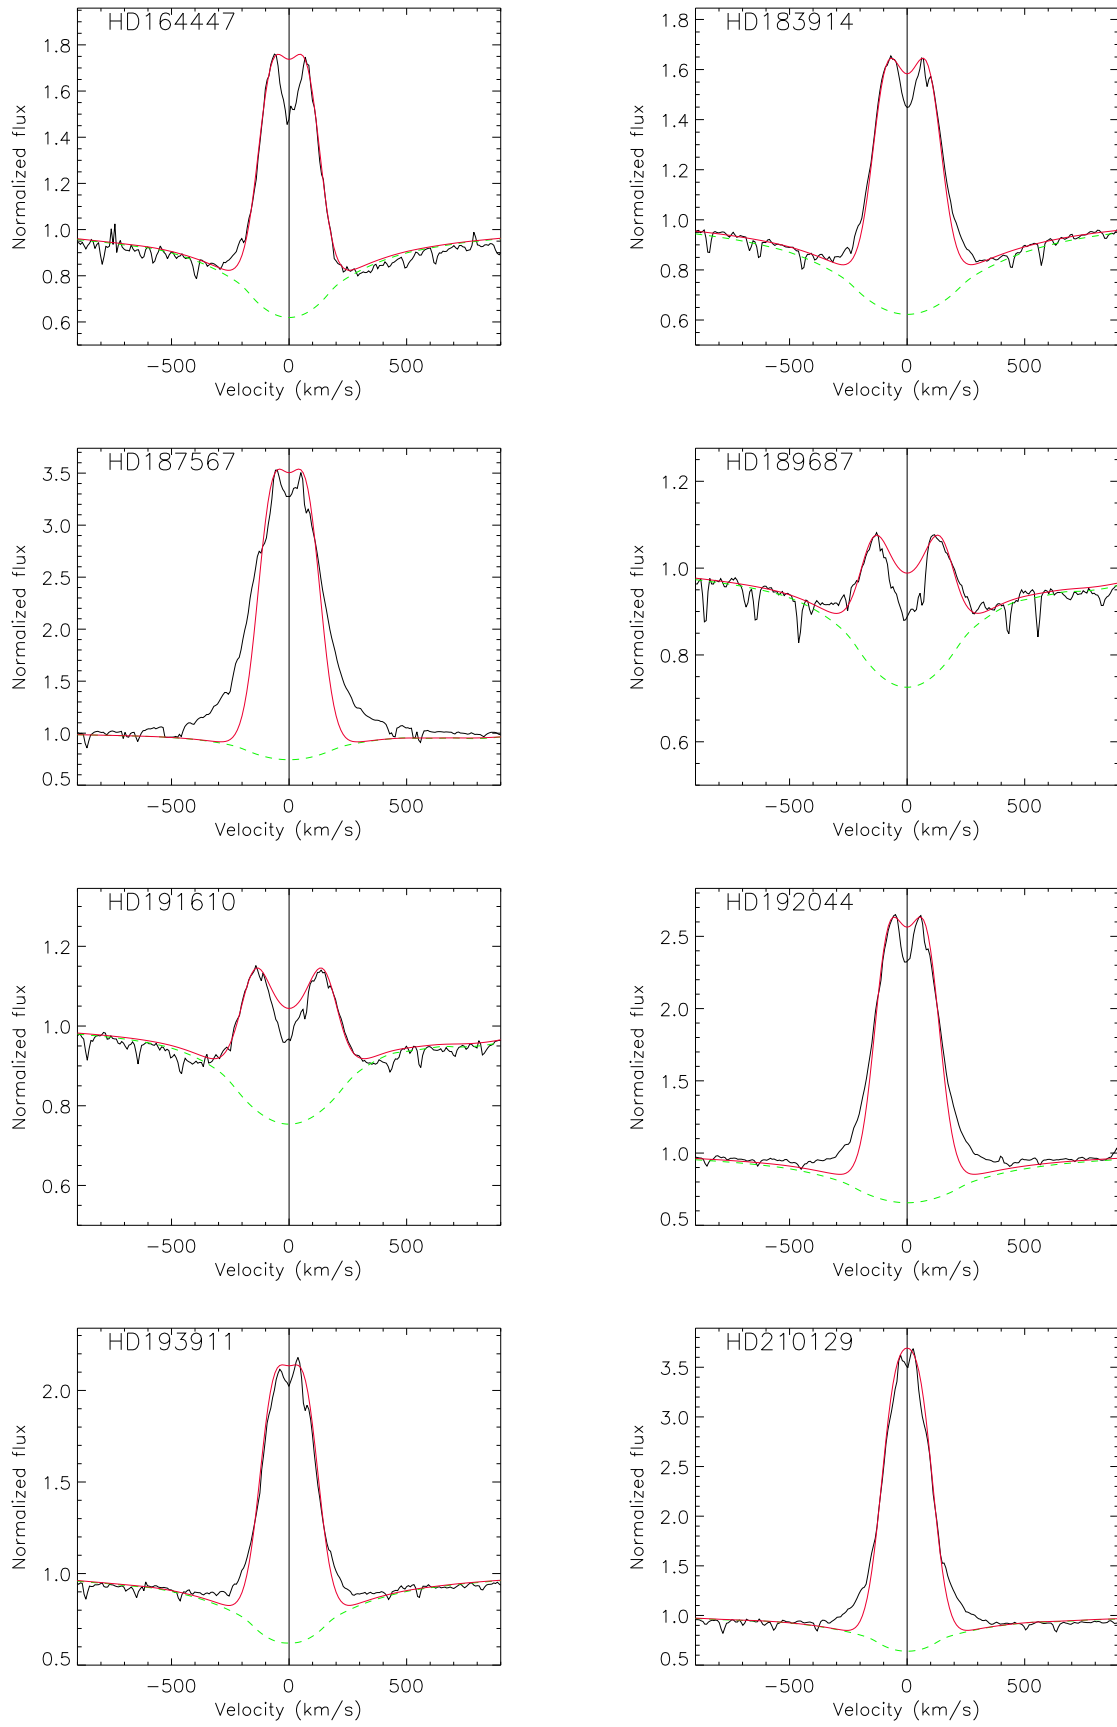 HD164447
Normalized flux
1.8
1.6
1.4
1.2
1.0
0.8
0.6
−500 0 500
Velocity (km/s)
HD183914
Normalized flux
1.8
1.6
1.4
1.2
1.0
0.8
0.6
−500 0 500
Velocity (km/s)
HD187567
Normalized flux
3.5
3.0
2.5
2.0
1.5
1.0
0.5
−500 0 500
Velocity (km/s)
HD189687
Normalized flux
1.2
1.0
0.8
0.6
−500 0 500
Velocity (km/s)
HD191610
Normalized flux
1.2
1.0
0.8
0.6
−500 0 500
Velocity (km/s)
HD192044
Normalized flux
2.5
2.0
1.5
1.0
0.5
−500 0 500
Velocity (km/s)
HD193911
Normalized flux
2.0
1.5
1.0
0.5
−500 0 500
Velocity (km/s)
HD210129
Normalized flux
3.5
3.0
2.5
2.0
1.5
1.0
0.5
−500 0 500
Velocity (km/s)